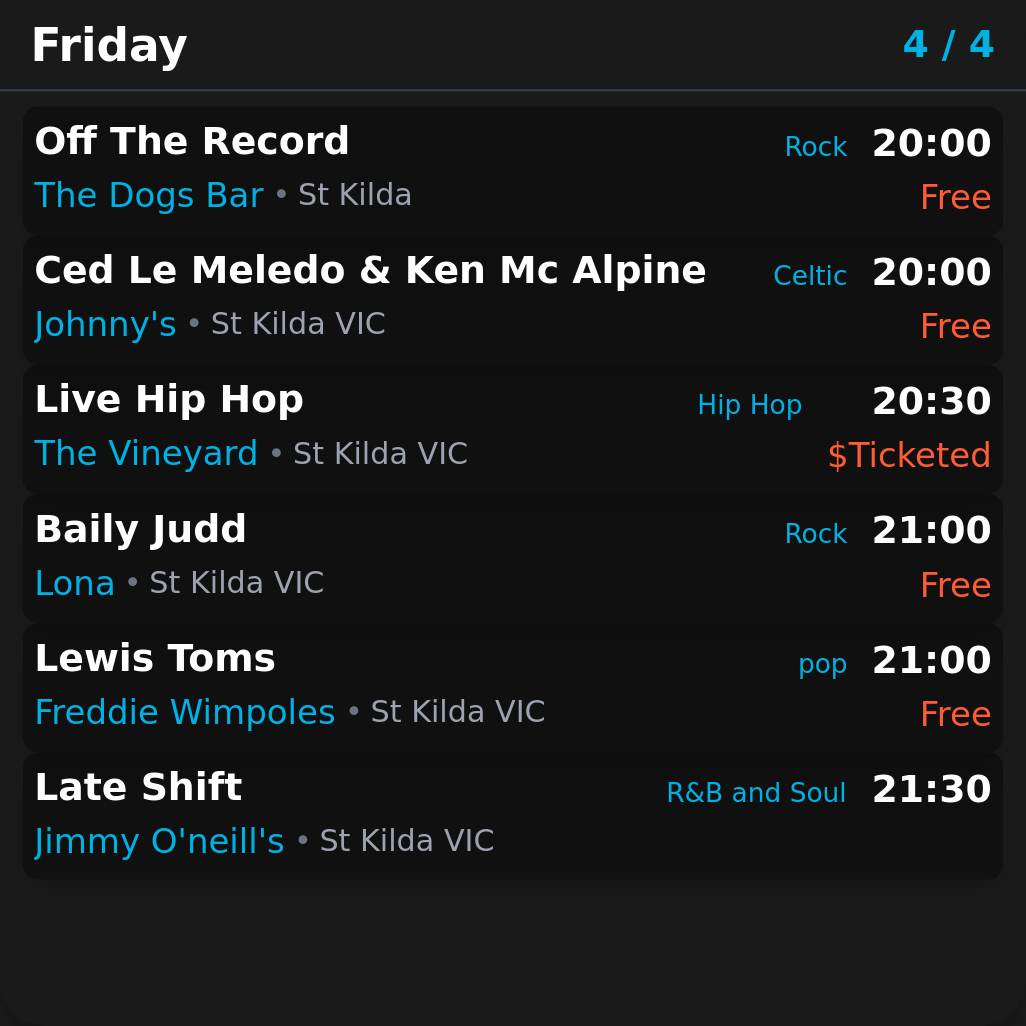 Friday 4 / 4
Off The Record Rock 20:00
The Dogs Bar • St Kilda Free
Ced Le Meledo & Ken Mc Alpine Celtic 20:00
Johnny's • St Kilda VIC Free
Live Hip Hop Hip Hop 20:30
The Vineyard • St Kilda VIC $Ticketed
Baily Judd Rock 21:00
Lona • St Kilda VIC Free
Lewis Toms pop 21:00
Freddie Wimpoles • St Kilda VIC Free
Late Shift R&B and Soul 21:30
Jimmy O'neill's • St Kilda VIC